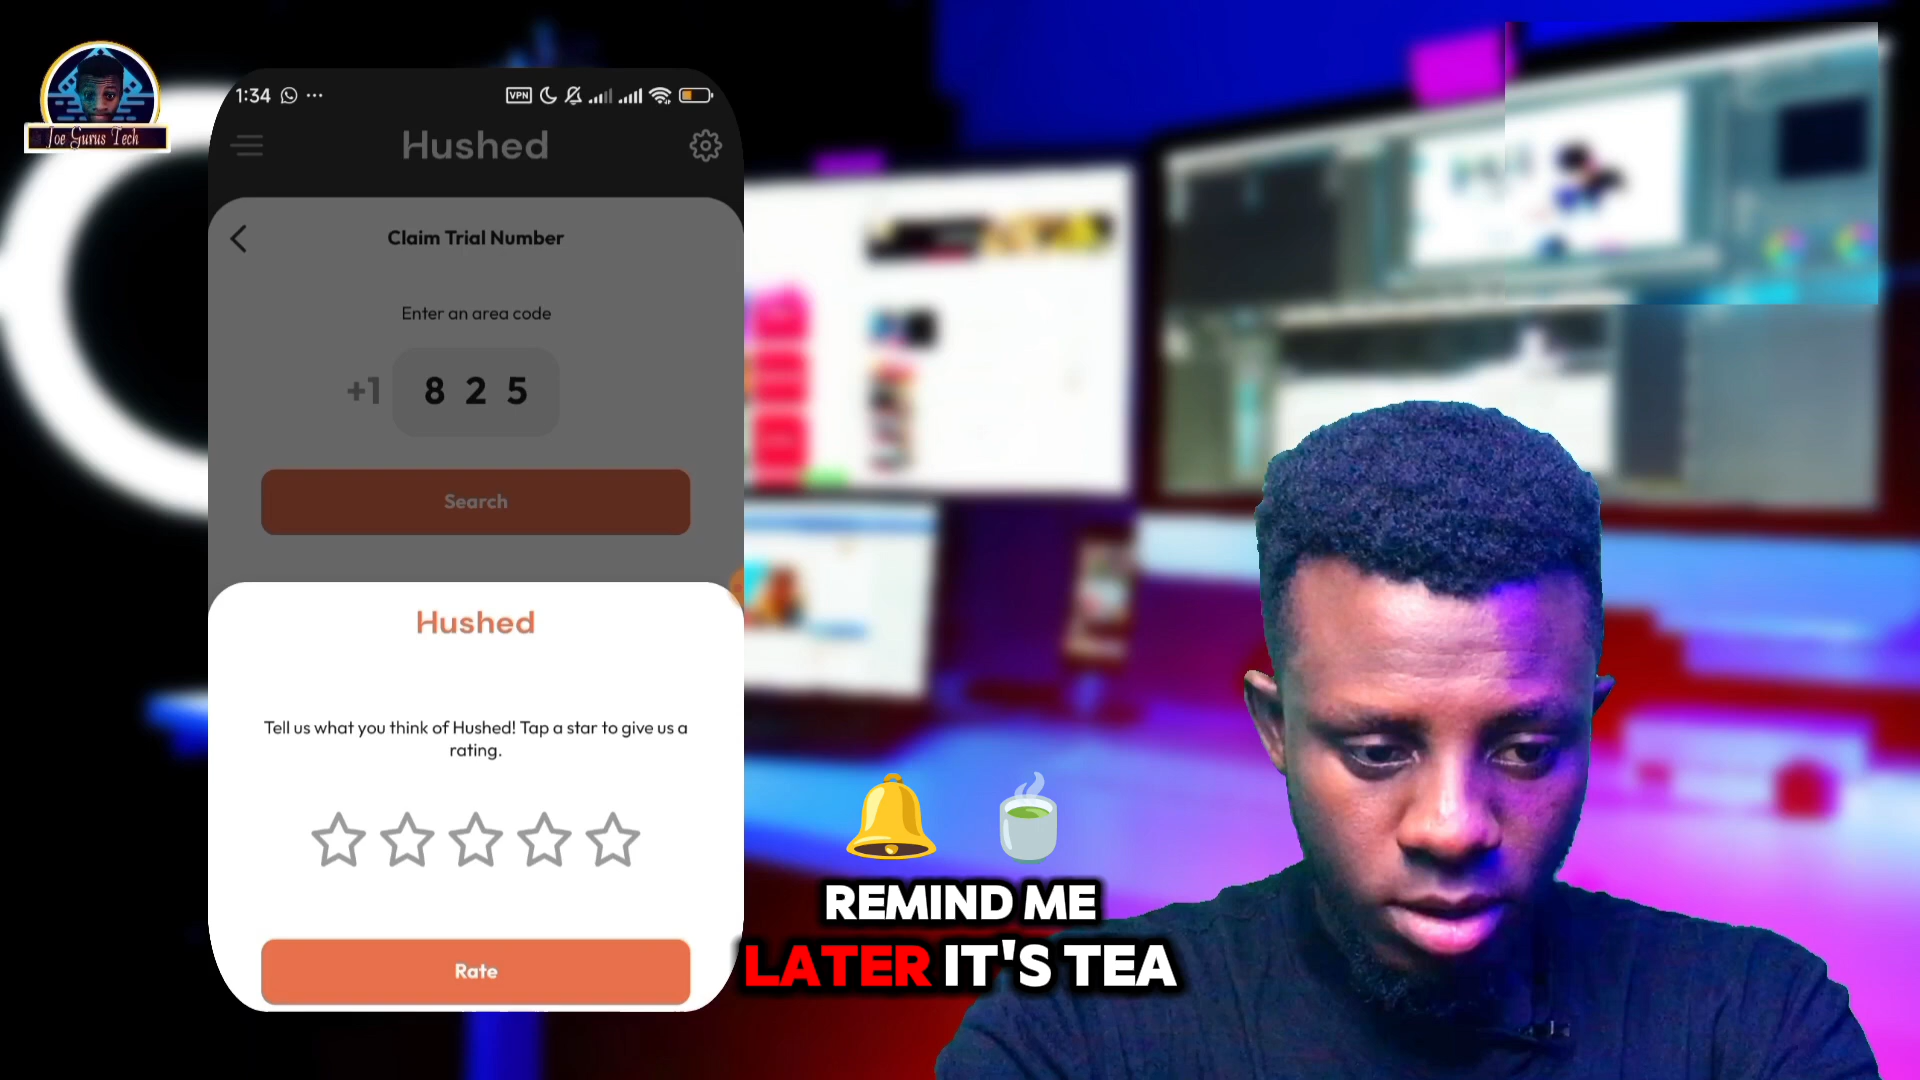 Joe Gurus Tech
1:34
VPN
Hushed
Claim Trial Number
Enter an area code
+1 8 2 5
Search
Hushed
Tell us what you think of Hushed! Tap a star to give us a
rating.
Rate
REMIND ME
LATER IT'S TEA